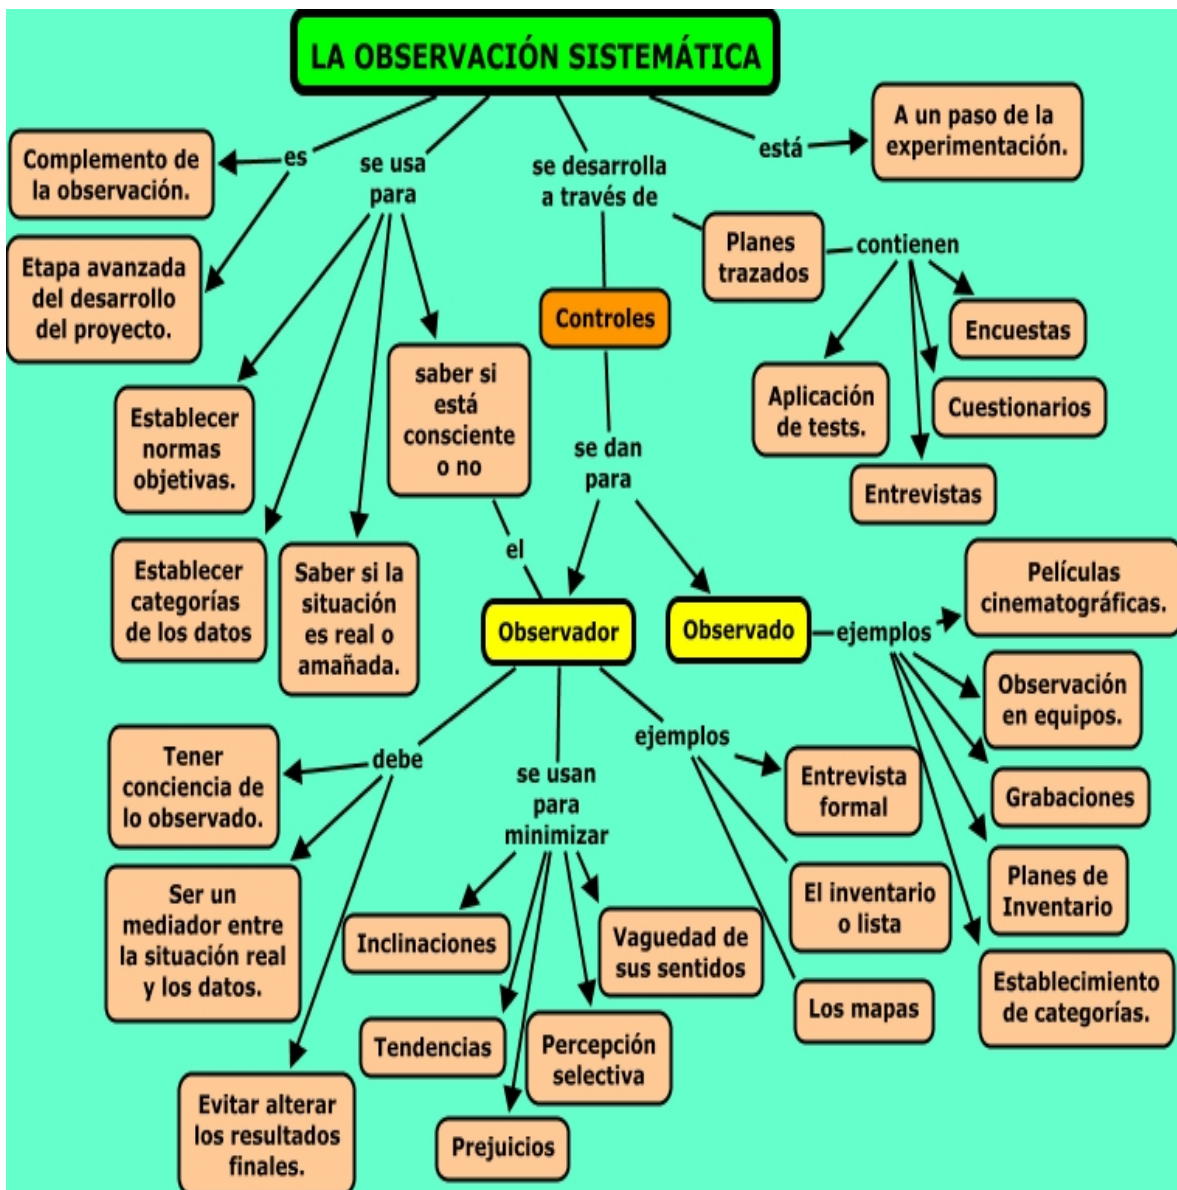 LA OBSERVACIÓN SISTEMÁTICA
es
se usa
para
se desarrolla
a través de
está
A un paso de la
experimentación.
Complemento de
la observación.
Etapa avanzada
del desarrollo
del proyecto.
Planes
trazados
contienen
Encuestas
Cuestionarios
Aplicación
de tests.
Entrevistas
Controles
saber si
está
consciente
o no
Establecer
normas
objetivas.
Establecer
categorías
de los datos
Saber si la
situación
es real o
amañada.
el
se dan
para
Observador
Observado
ejemplos
Películas
cinematográficas.
Observación
en equipos.
Grabaciones
Planes de
Inventario
Establecimiento
de categorías.
debe
Tener
conciencia de
lo observado.
Ser un
mediador entre
la situación real
y los datos.
Evitar alterar
los resultados
finales.
se usan
para
minimizar
Inclinaciones
Tendencias
Prejuicios
Percepción
selectiva
Vaguedad de
sus sentidos
ejemplos
Entrevista
formal
El inventario
o lista
Los mapas